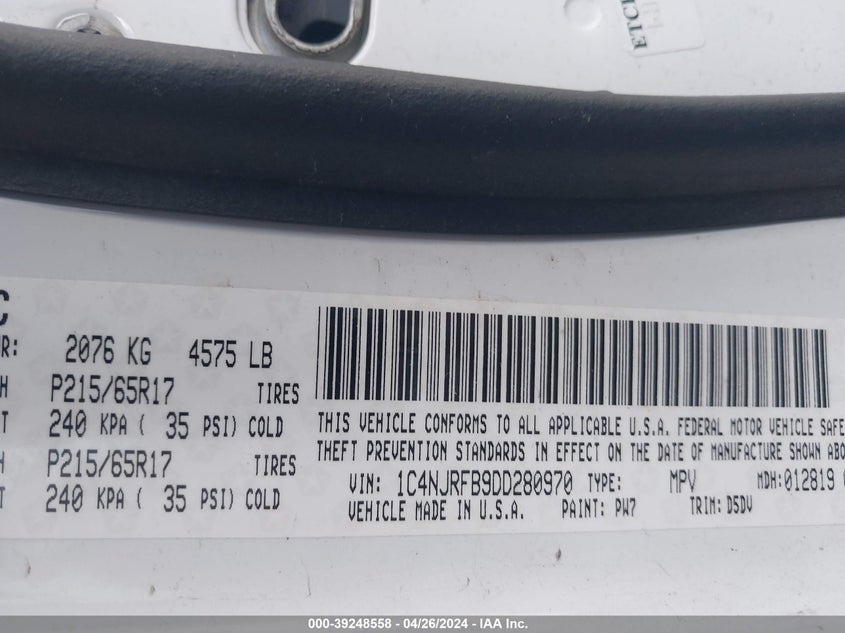 ETCH
C
R: 2076 KG 4575 LB
H P215/65R17 TIRES
T 240 KPA ( 35 PSI) COLD
H P215/65R17 TIRES
T 240 KPA ( 35 PSI) COLD
THIS VEHICLE CONFORMS TO ALL APPLICABLE U.S.A. FEDERAL MOTOR VEHICLE SAFE
THEFT PREVENTION STANDARDS IN EFFECT ON THE DATE OF MANUFACTURE SHOWN ABO
VIN: 1C4NJRFB9DD280970 TYPE: MPV MDH:012819
VEHICLE MADE IN U.S.A. PAINT: PW7 TRIM: D5DV
000-39248558 - 04/26/2024 - IAA Inc.